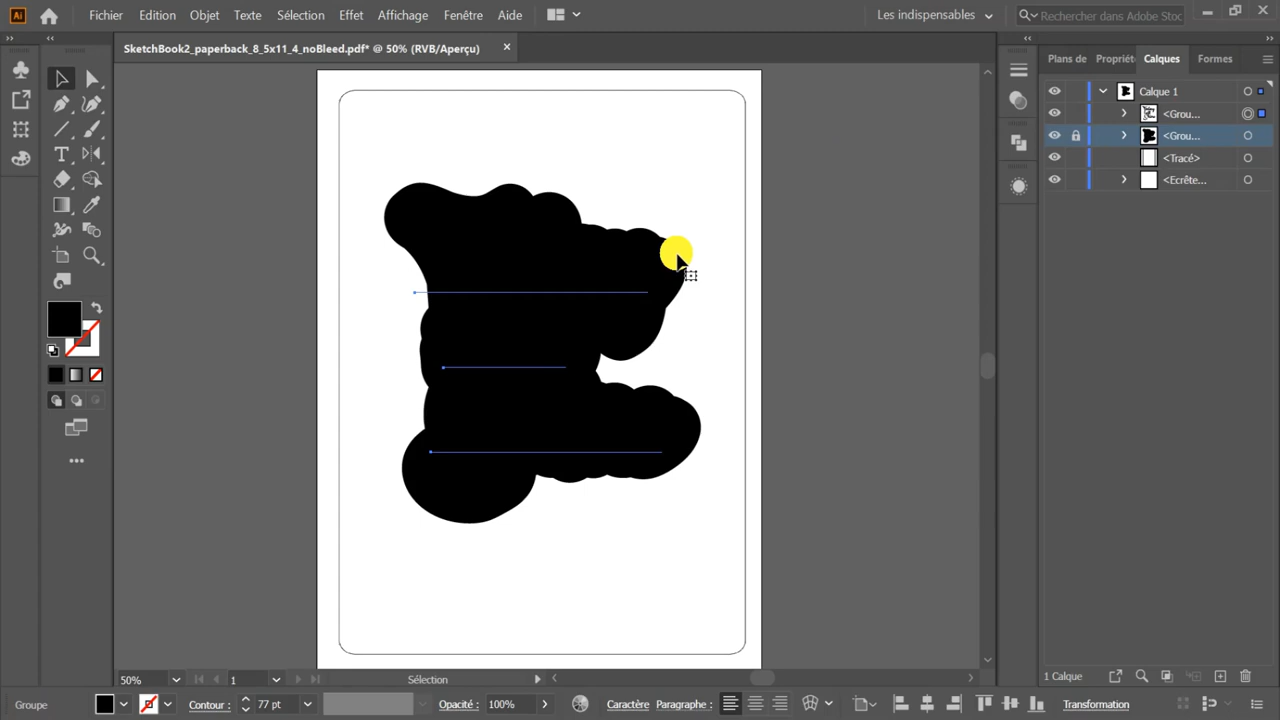 Ai Fichier Edition Objet Texte Sélection Effet Affichage Fenêtre Aide Les indispensables Rechercher dans Adobe Stoc
SketchBook2_paperback_8_5x11_4_noBleed.pdf* @ 50% (RVB/Aperçu)
Plans de Propriét Calques Formes
Calque 1
<Grou...
<Grou...
<Tracé>
<Ecrête...
50% 1 Sélection
1 Calque
Groupe Contour : 77 pt Opacité : 100% Caractère Paragraphe : Transformation